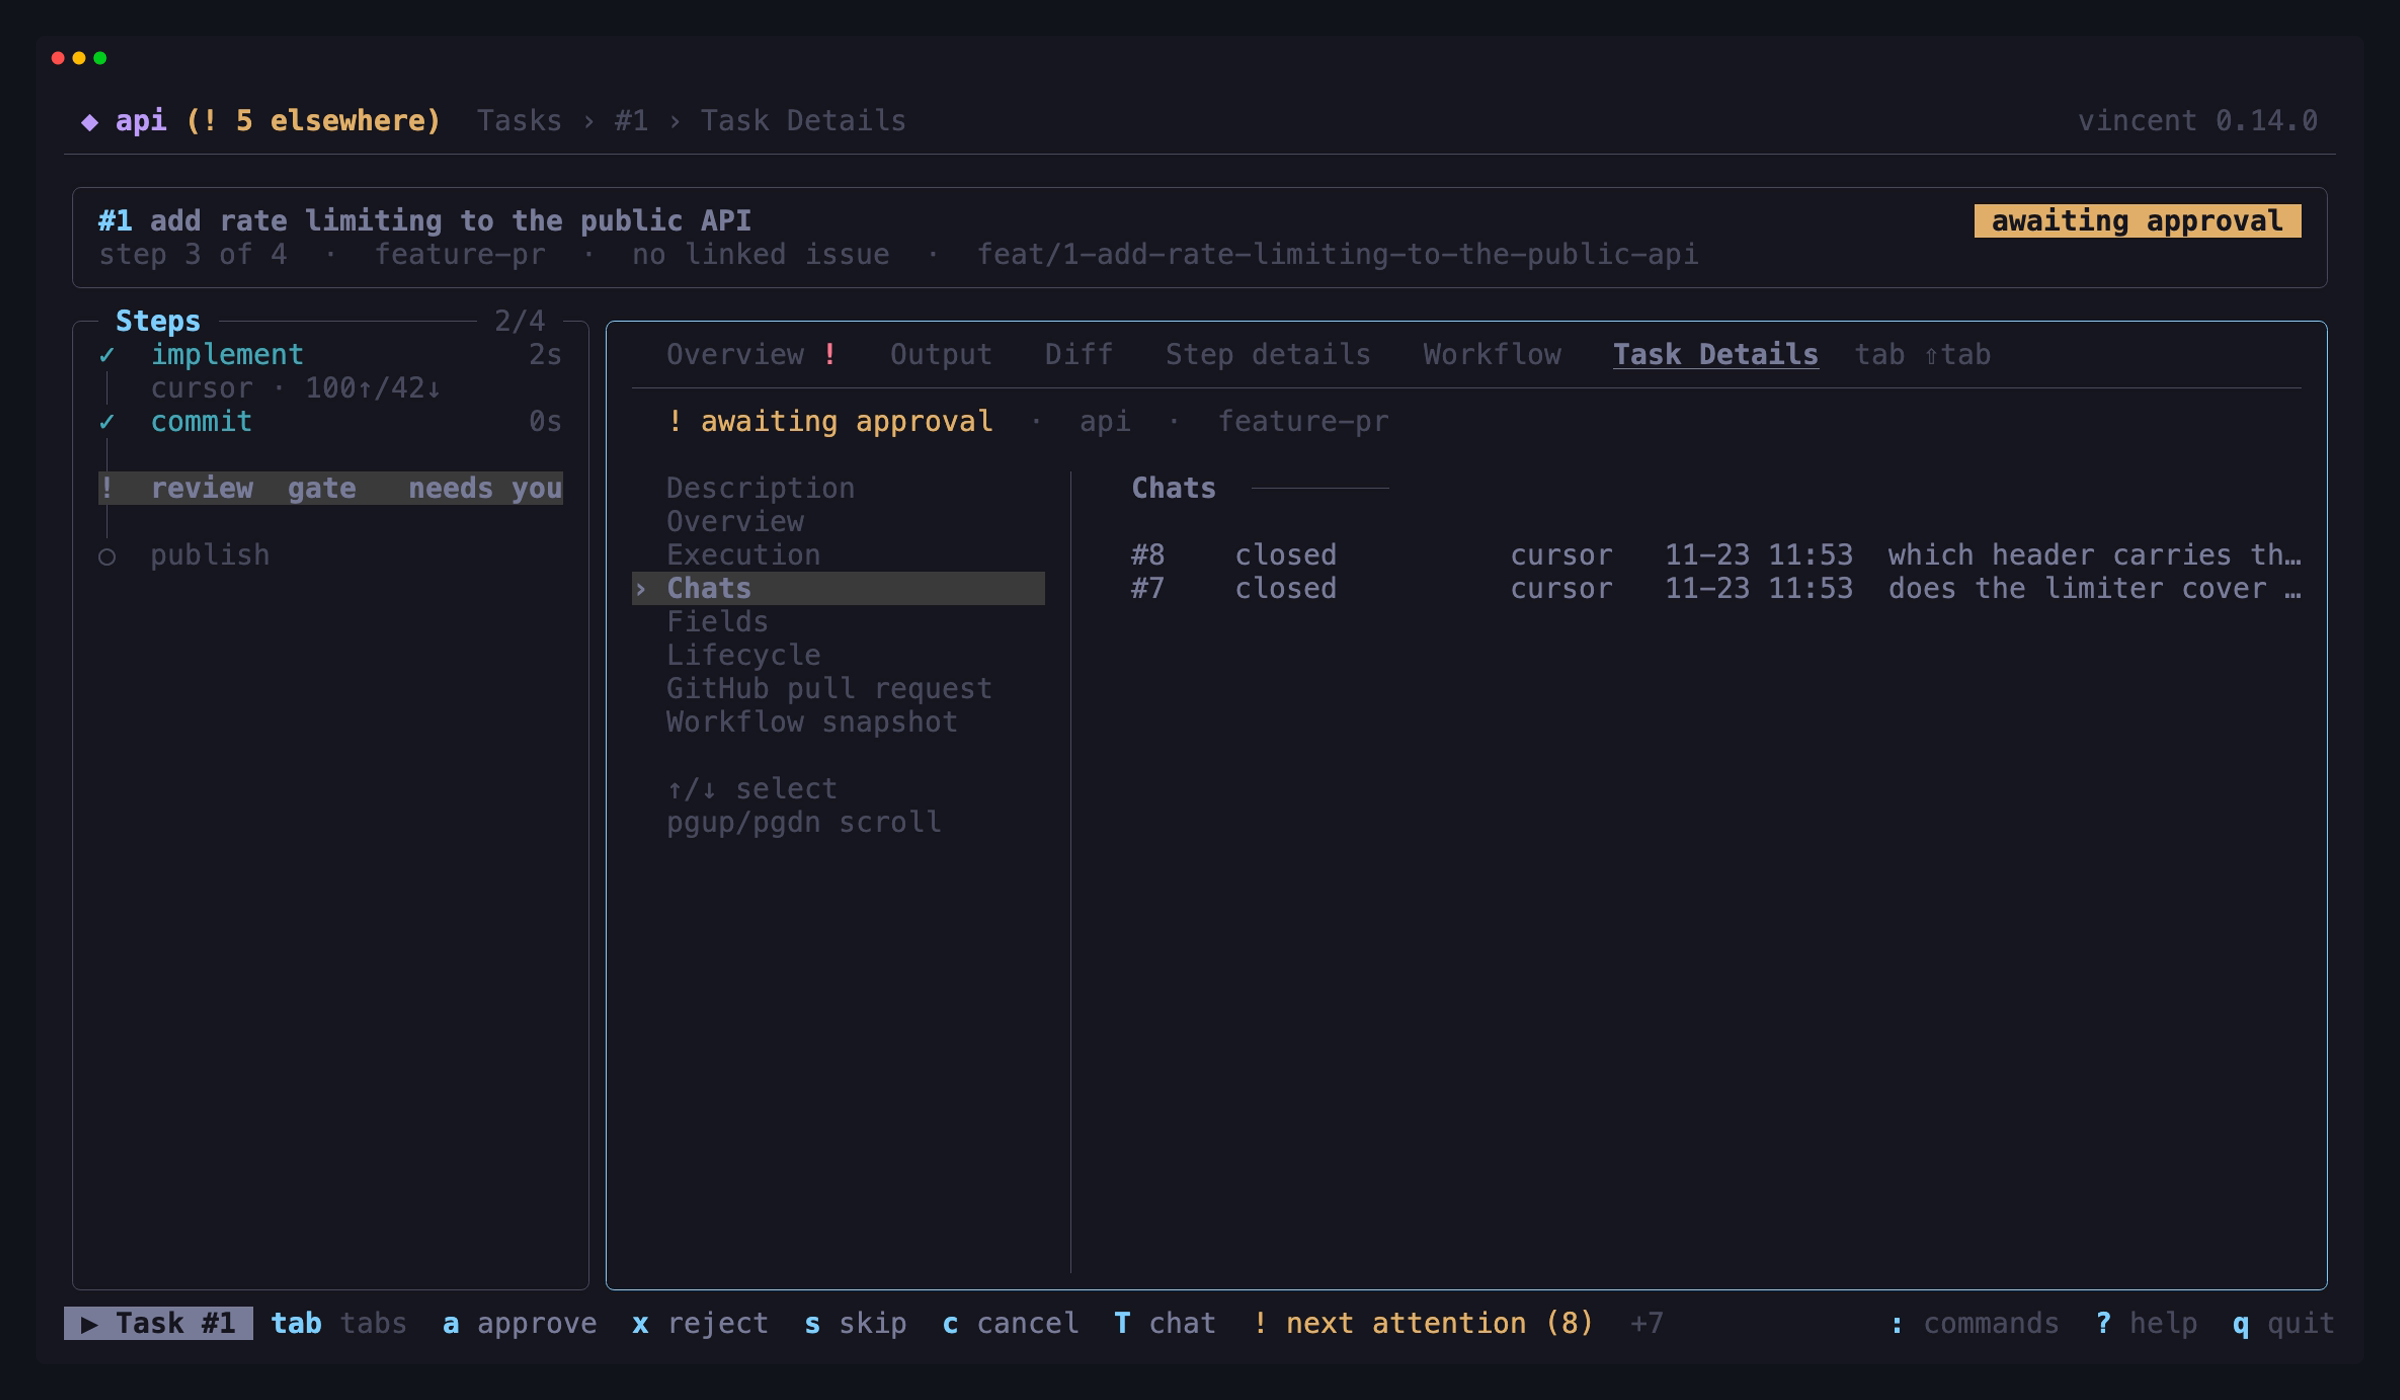 ◆ api (! 5 elsewhere) Tasks › #1 › Task Details vincent 0.14.0
#1 add rate limiting to the public API awaiting approval
step 3 of 4 · feature-pr · no linked issue · feat/1-add-rate-limiting-to-the-public-api
Steps 2/4
✓ implement 2s
cursor · 100↑/42↓
✓ commit 0s
! review gate needs you
○ publish
Overview ! Output Diff Step details Workflow Task Details tab ⇧tab
! awaiting approval · api · feature-pr
Description
Overview
Execution
› Chats
Fields
Lifecycle
GitHub pull request
Workflow snapshot
↑/↓ select
pgup/pgdn scroll
Chats
#8 closed cursor 11-23 11:53 which header carries th…
#7 closed cursor 11-23 11:53 does the limiter cover …
▶ Task #1 tab tabs a approve x reject s skip c cancel T chat ! next attention (8) +7 : commands ? help q quit